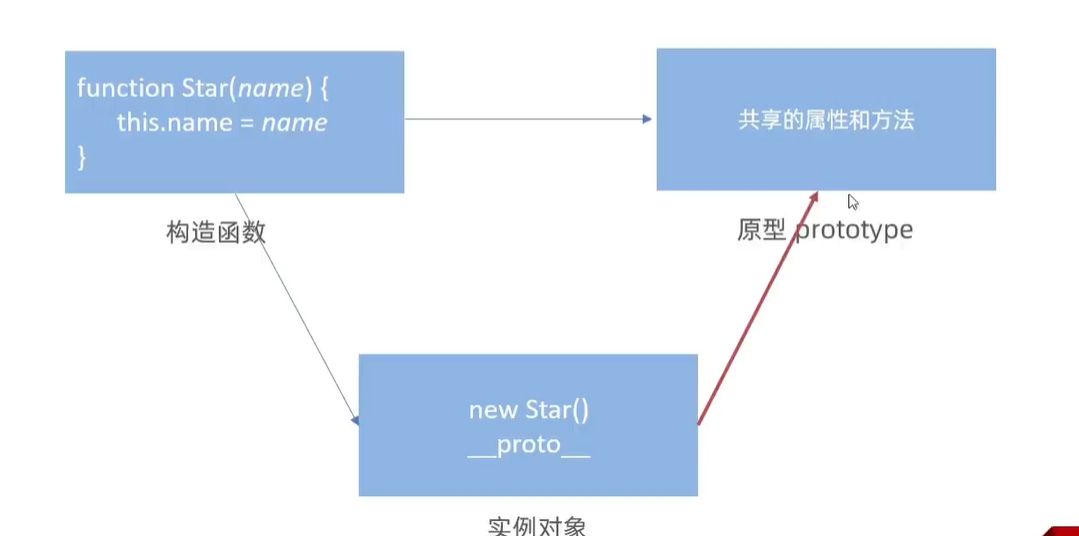 function Star(name) {
this.name = name
}
共享的属性和方法
构造函数
原型 prototype
new Star()
__proto__
实例对象